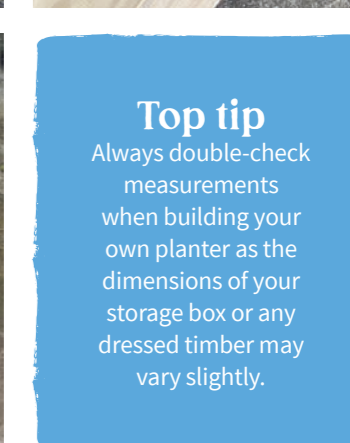 Top tip
Always double-check
measurements
when building your
own planter as the
dimensions of your
storage box or any
dressed timber may
vary slightly.